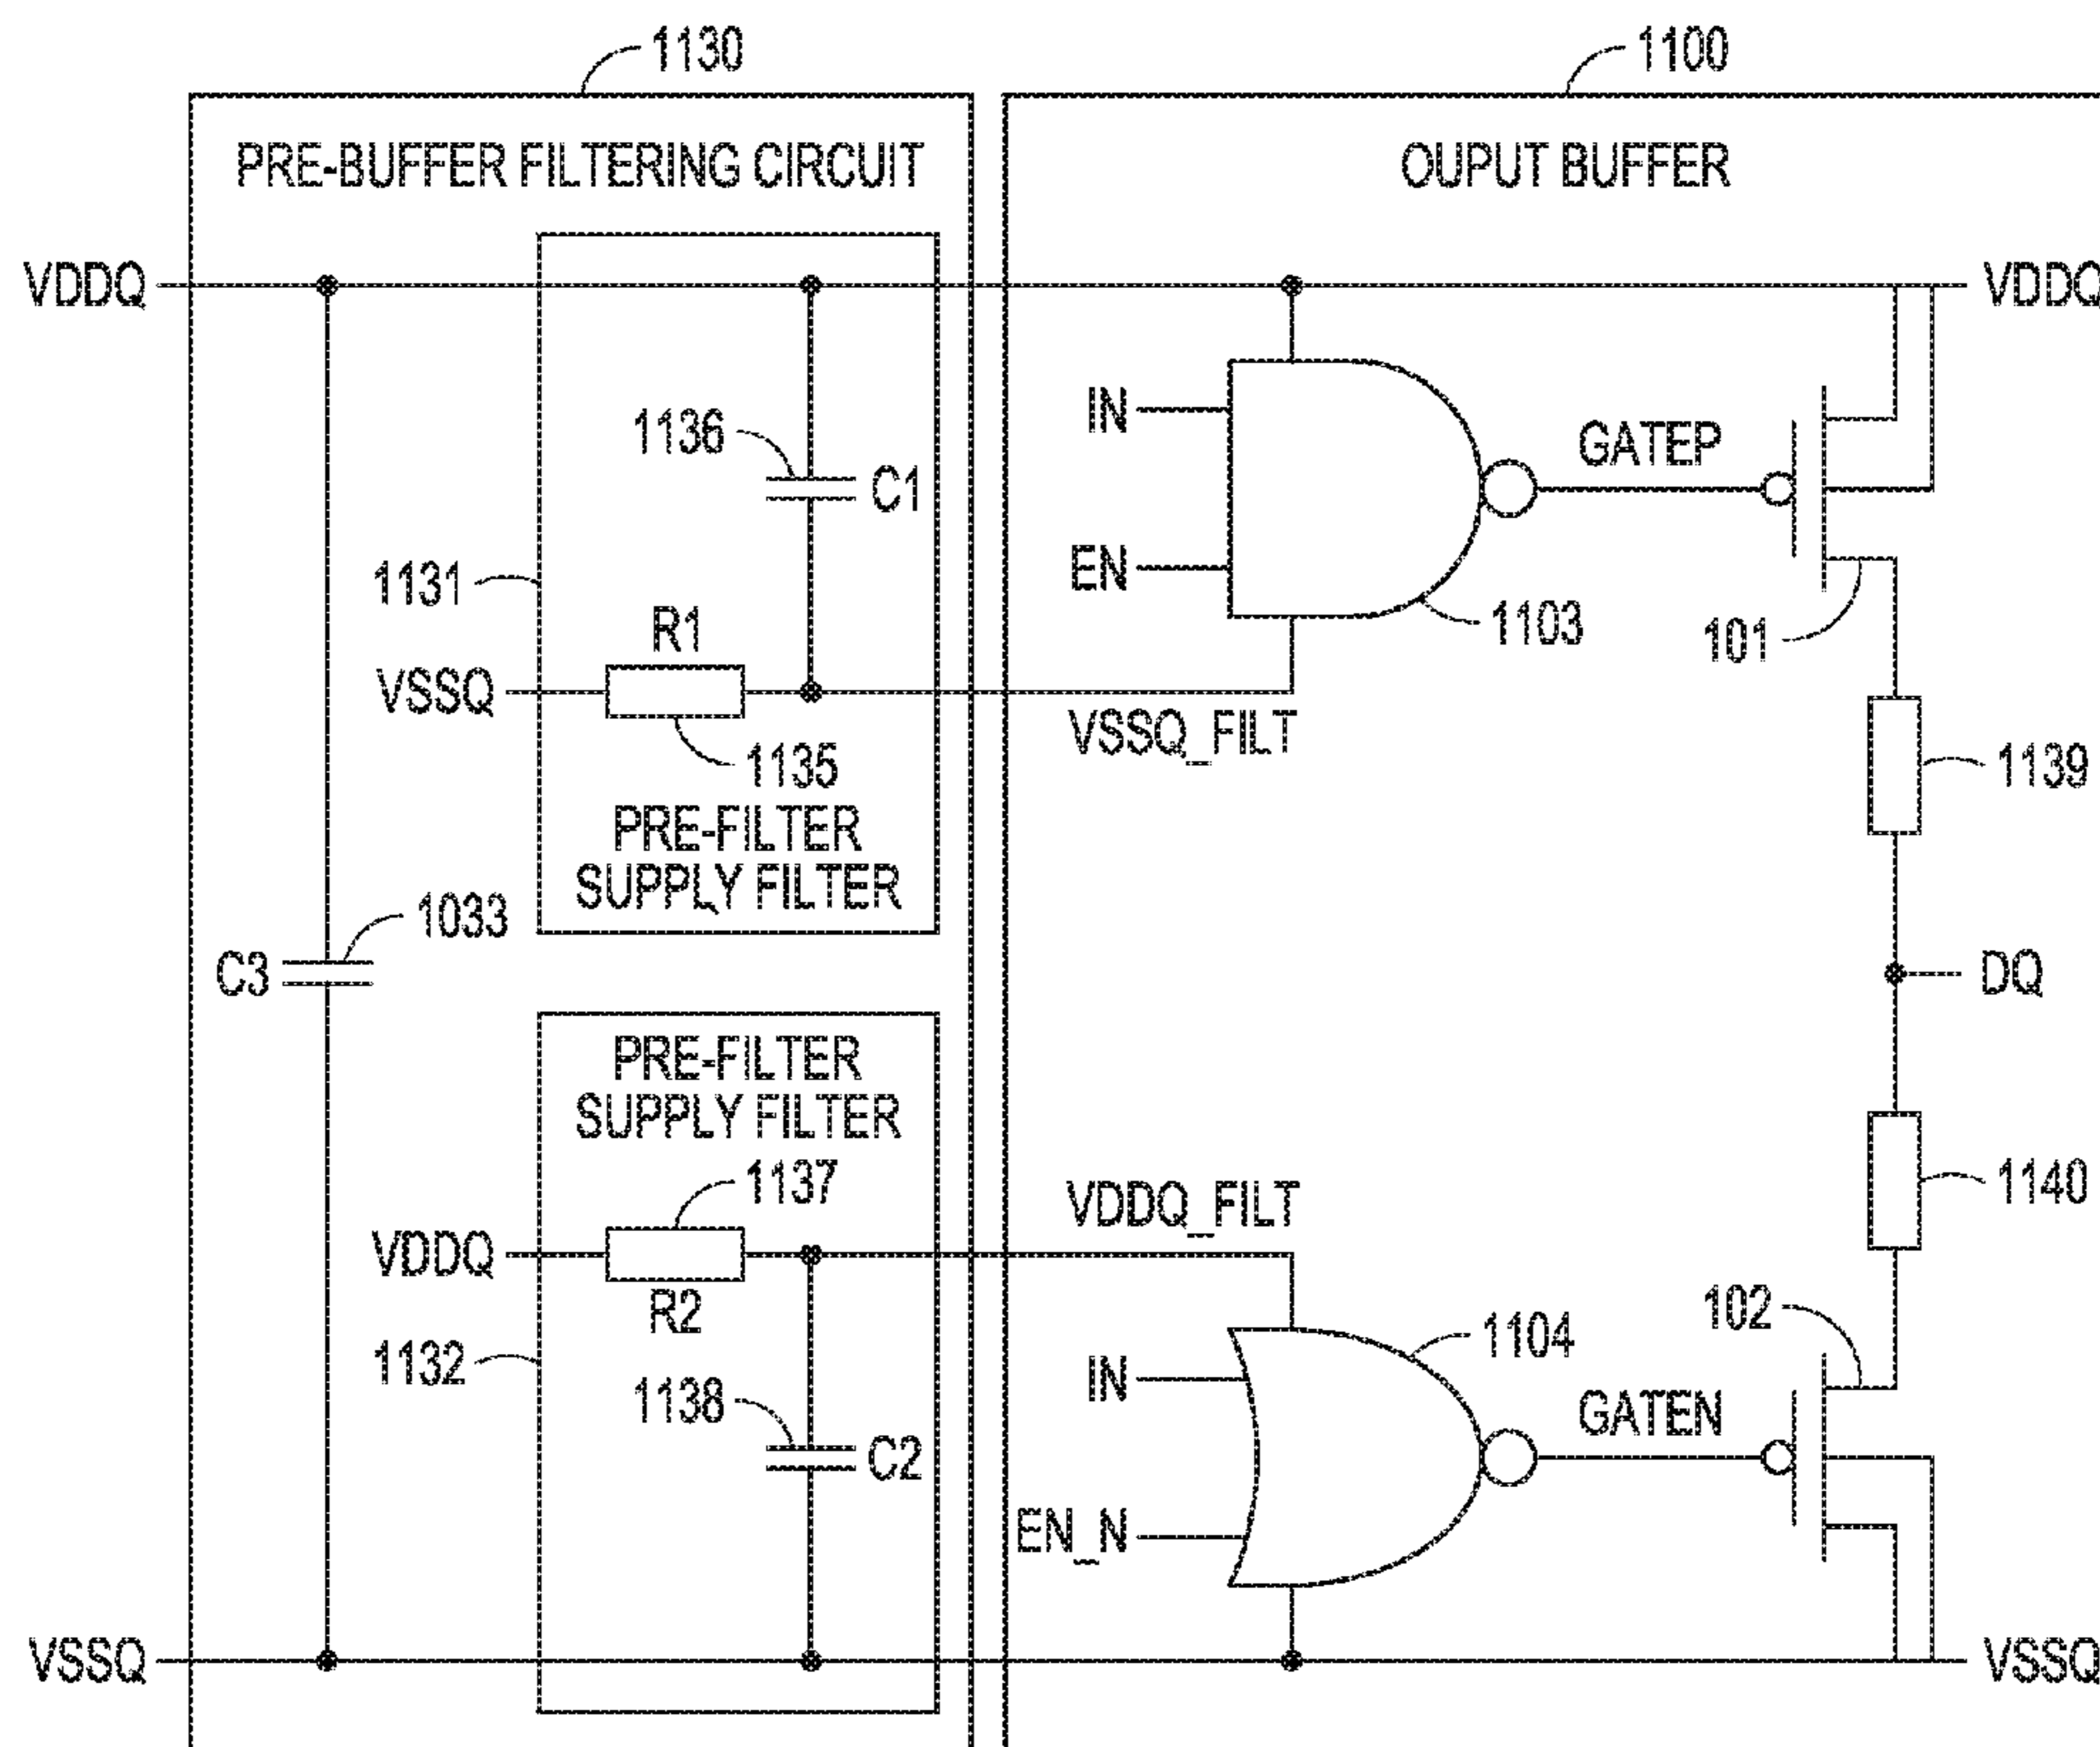 1130
1100
PRE-BUFFER FILTERING CIRCUIT
OUPUT BUFFER
VDDQ
VDDQ
IN
1136
C1
GATEP
EN
1131
R1
1103
101
VSSQ
VSSQ_FILT
1135
1139
PRE-FILTER
SUPPLY FILTER
1033
C3
DQ
PRE-FILTER
SUPPLY FILTER
1137
VDDQ_FILT
1140
VDDQ
R2
102
1132
1104
IN
1138
GATEN
C2
EN_N
VSSQ
VSSQ